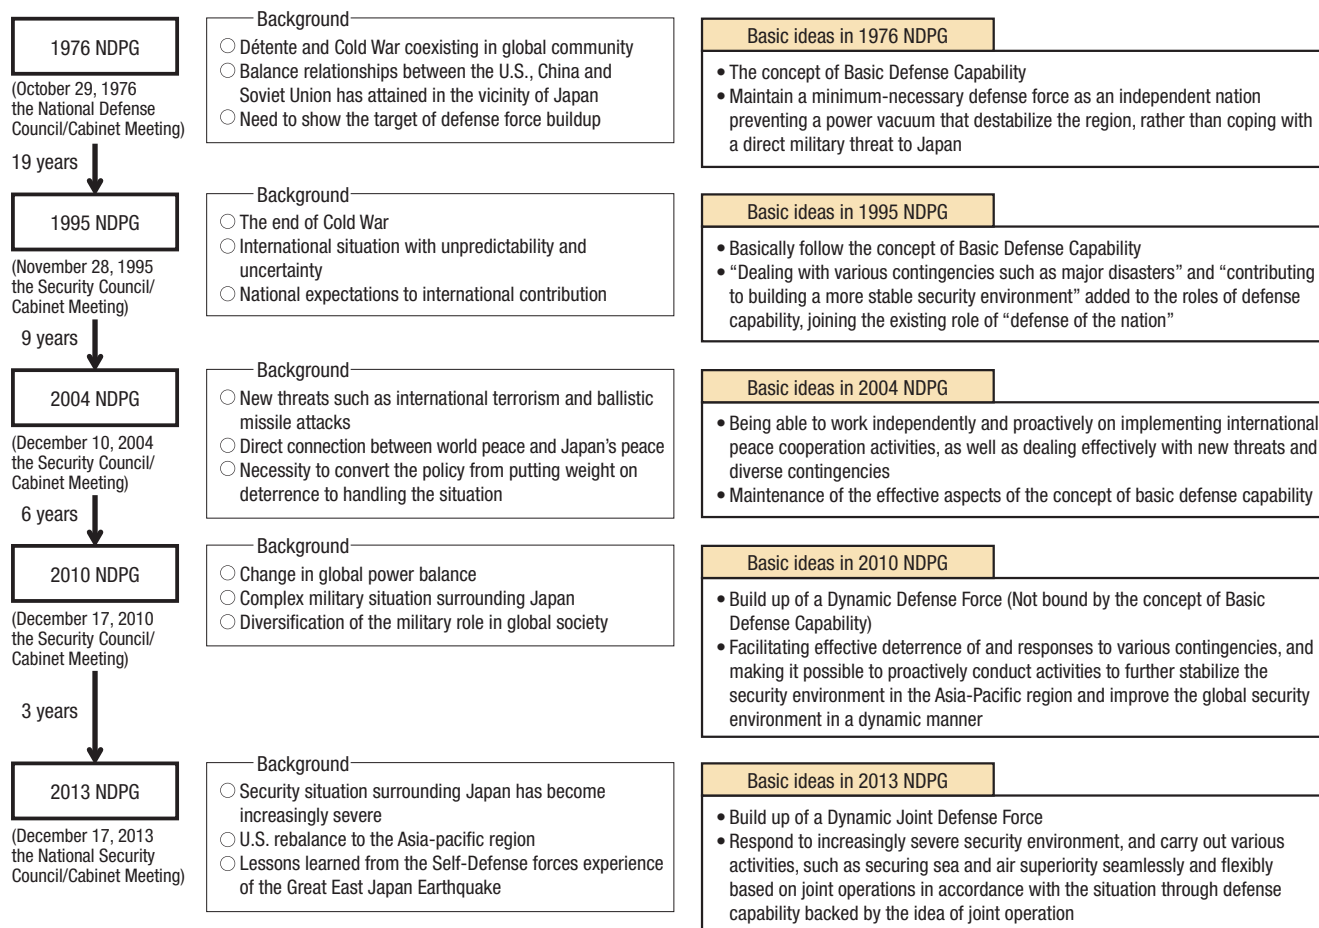 1976 NDPG
(October 29, 1976
the National Defense
Council/Cabinet Meeting)
Background
○ Détente and Cold War coexisting in global community
○ Balance relationships between the U.S., China and
Soviet Union has attained in the vicinity of Japan
○ Need to show the target of defense force buildup
Basic ideas in 1976 NDPG
• The concept of Basic Defense Capability
• Maintain a minimum-necessary defense force as an independent nation
preventing a power vacuum that destabilize the region, rather than coping with
a direct military threat to Japan
19 years
1995 NDPG
(November 28, 1995
the Security Council/
Cabinet Meeting)
Background
○ The end of Cold War
○ International situation with unpredictability and
uncertainty
○ National expectations to international contribution
Basic ideas in 1995 NDPG
• Basically follow the concept of Basic Defense Capability
• “Dealing with various contingencies such as major disasters” and “contributing
to building a more stable security environment” added to the roles of defense
capability, joining the existing role of “defense of the nation”
9 years
2004 NDPG
(December 10, 2004
the Security Council/
Cabinet Meeting)
Background
○ New threats such as international terrorism and ballistic
missile attacks
○ Direct connection between world peace and Japan’s peace
○ Necessity to convert the policy from putting weight on
deterrence to handling the situation
Basic ideas in 2004 NDPG
• Being able to work independently and proactively on implementing international
peace cooperation activities, as well as dealing effectively with new threats and
diverse contingencies
• Maintenance of the effective aspects of the concept of basic defense capability
6 years
2010 NDPG
(December 17, 2010
the Security Council/
Cabinet Meeting)
Background
○ Change in global power balance
○ Complex military situation surrounding Japan
○ Diversification of the military role in global society
Basic ideas in 2010 NDPG
• Build up of a Dynamic Defense Force (Not bound by the concept of Basic
Defense Capability)
• Facilitating effective deterrence of and responses to various contingencies, and
making it possible to proactively conduct activities to further stabilize the
security environment in the Asia-Pacific region and improve the global security
environment in a dynamic manner
3 years
2013 NDPG
(December 17, 2013
the National Security
Council/Cabinet Meeting)
Background
○ Security situation surrounding Japan has become
increasingly severe
○ U.S. rebalance to the Asia-pacific region
○ Lessons learned from the Self-Defense forces experience
of the Great East Japan Earthquake
Basic ideas in 2013 NDPG
• Build up of a Dynamic Joint Defense Force
• Respond to increasingly severe security environment, and carry out various
activities, such as securing sea and air superiority seamlessly and flexibly
based on joint operations in accordance with the situation through defense
capability backed by the idea of joint operation